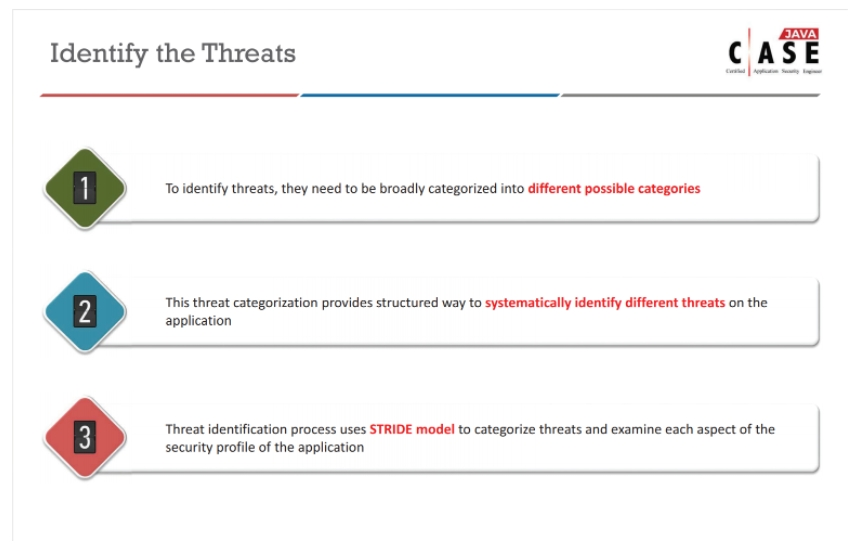 Identify the Threats
JAVA
CASE
Certified Application Security Engineer
1
To identify threats, they need to be broadly categorized into different possible categories
2
This threat categorization provides structured way to systematically identify different threats on the
application
3
Threat identification process uses STRIDE model to categorize threats and examine each aspect of the
security profile of the application